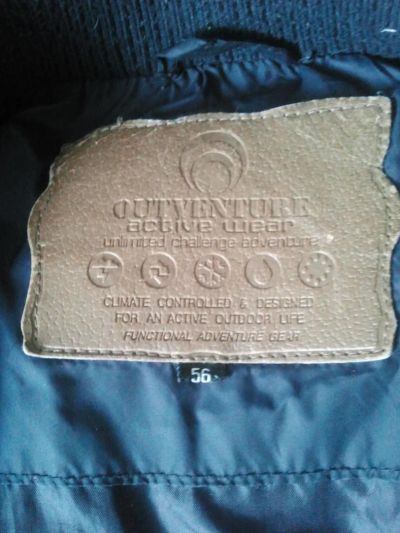 OUTVENTURE
active wear
unlimited challenge adventure
CLIMATE CONTROLLED & DESIGNED
FOR AN ACTIVE OUTDOOR LIFE
FUNCTIONAL ADVENTURE GEAR
56